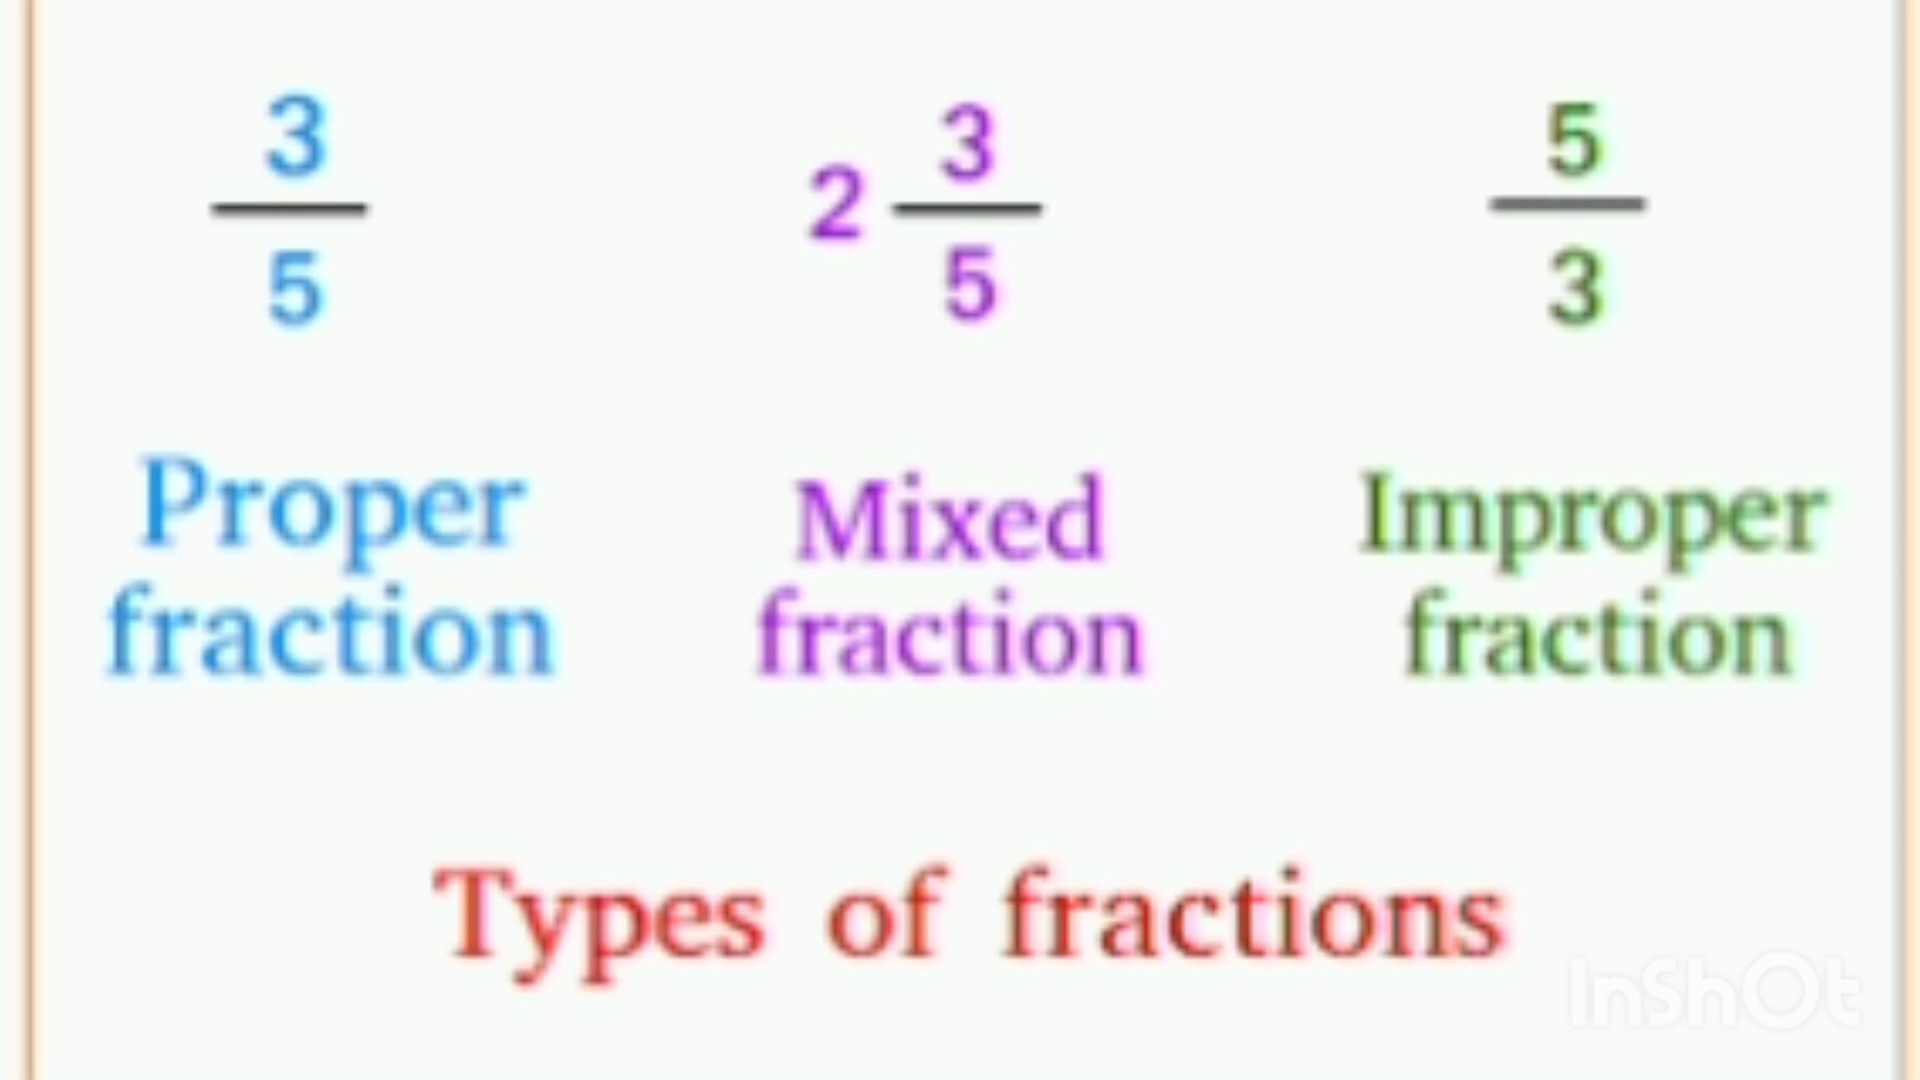 3/5
2 3/5
5/3
Proper
fraction
Mixed
fraction
Improper
fraction
Types of fractions
InShOt